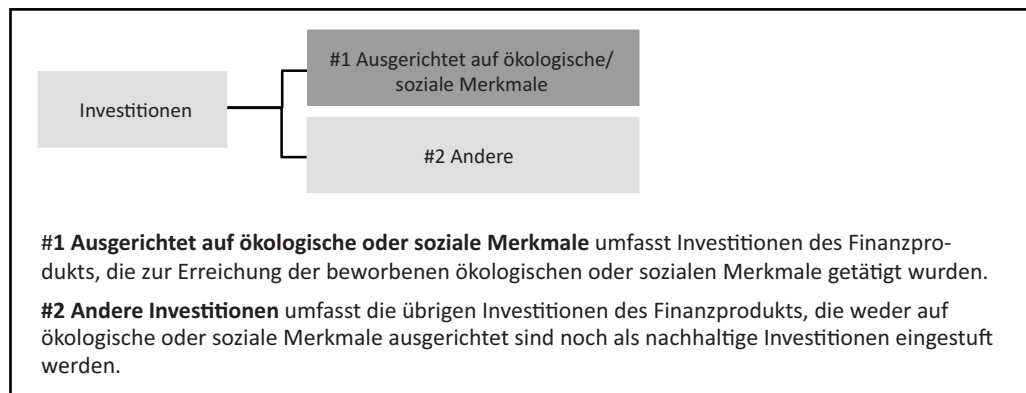 #1 Ausgerichtet auf ökologische/
soziale Merkmale
Investitionen
#2 Andere
#1 Ausgerichtet auf ökologische oder soziale Merkmale umfasst Investitionen des Finanzpro-
dukts, die zur Erreichung der beworbenen ökologischen oder sozialen Merkmale getätigt wurden.
#2 Andere Investitionen umfasst die übrigen Investitionen des Finanzprodukts, die weder auf
ökologische oder soziale Merkmale ausgerichtet sind noch als nachhaltige Investitionen eingestuft
werden.